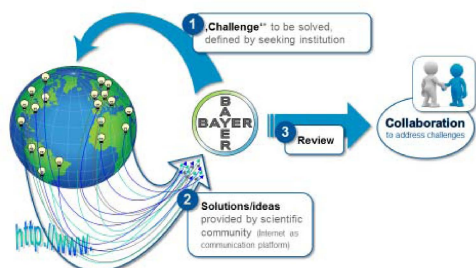 1 „Challenge“* to be solved,
defined by seeking institution
BAYER
BAYER
3 Review
Collaboration
to address challenges
2 Solutions/ideas
provided by scientific
community (Internet as
communication platform)
http://www.